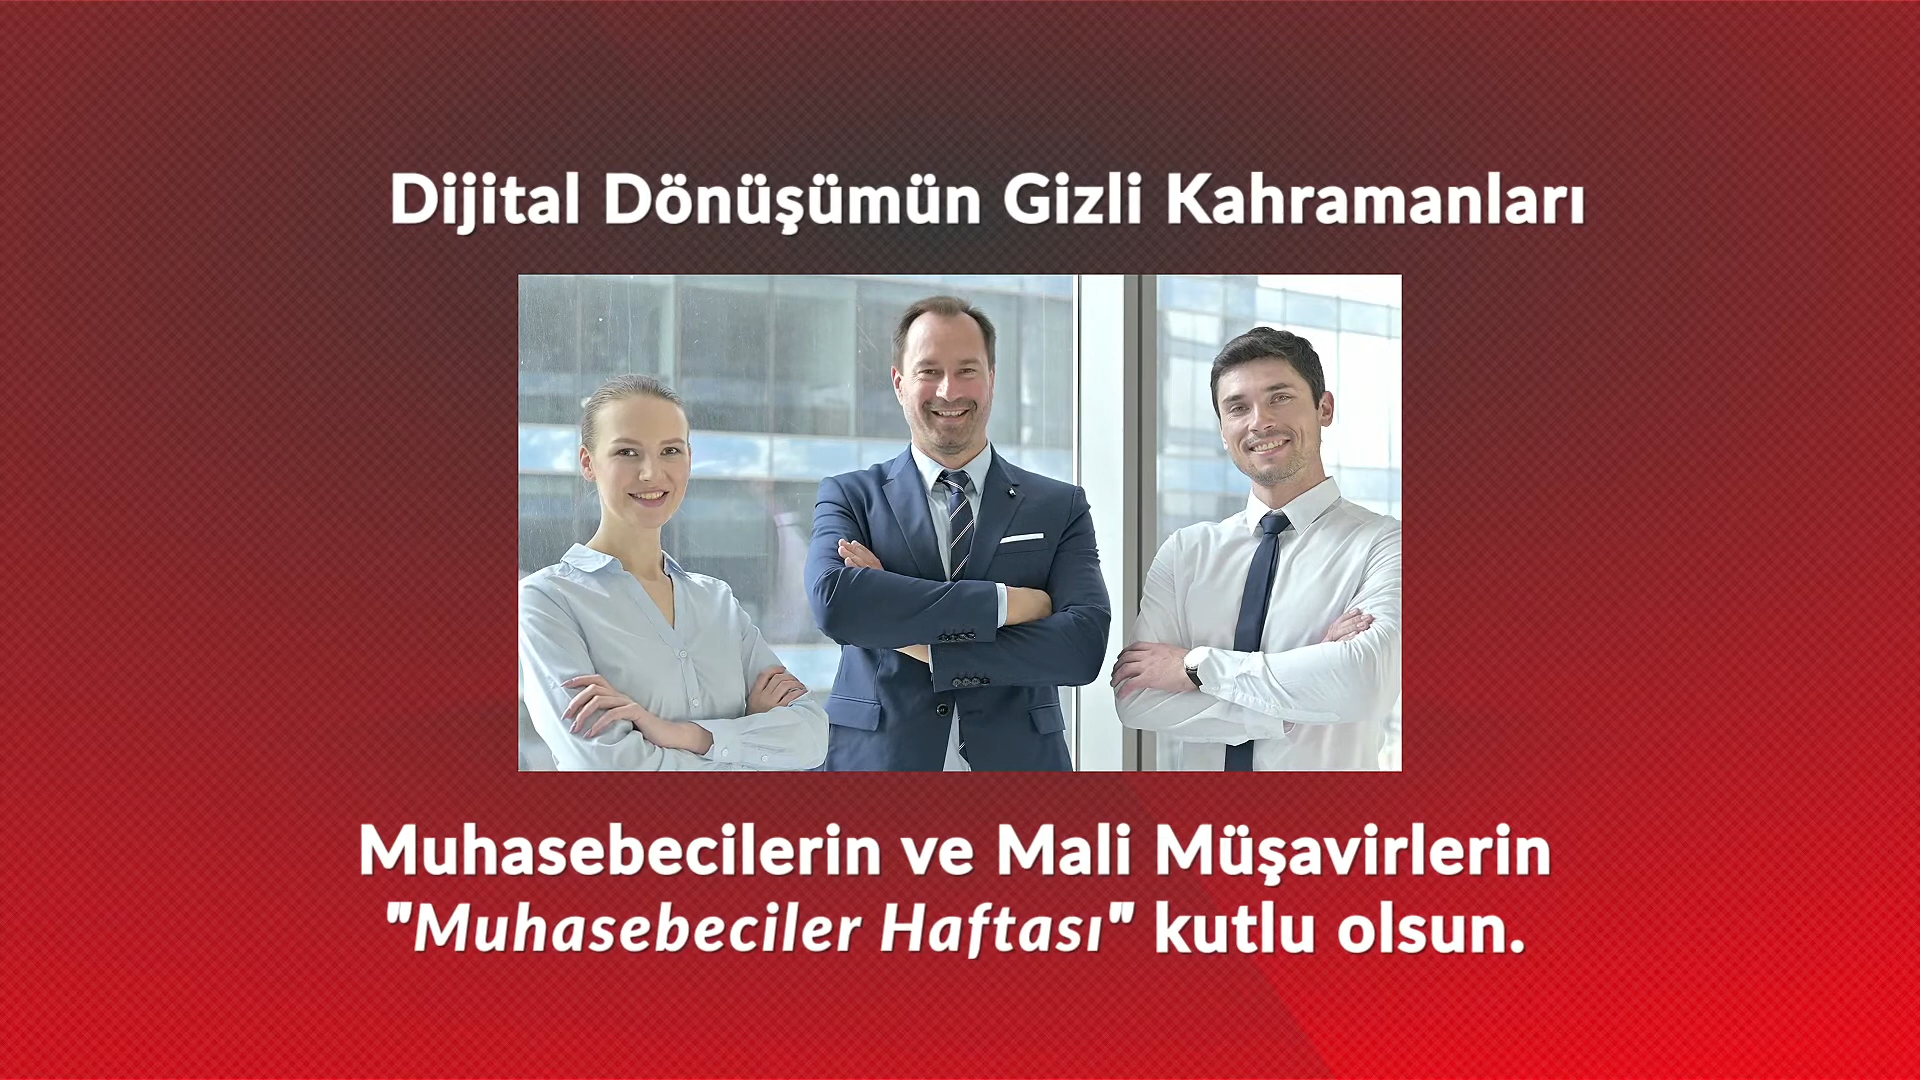 Dijital Dönüşümün Gizli Kahramanları
Muhasebecilerin ve Mali Müşavirlerin
"Muhasebeciler Haftası" kutlu olsun.